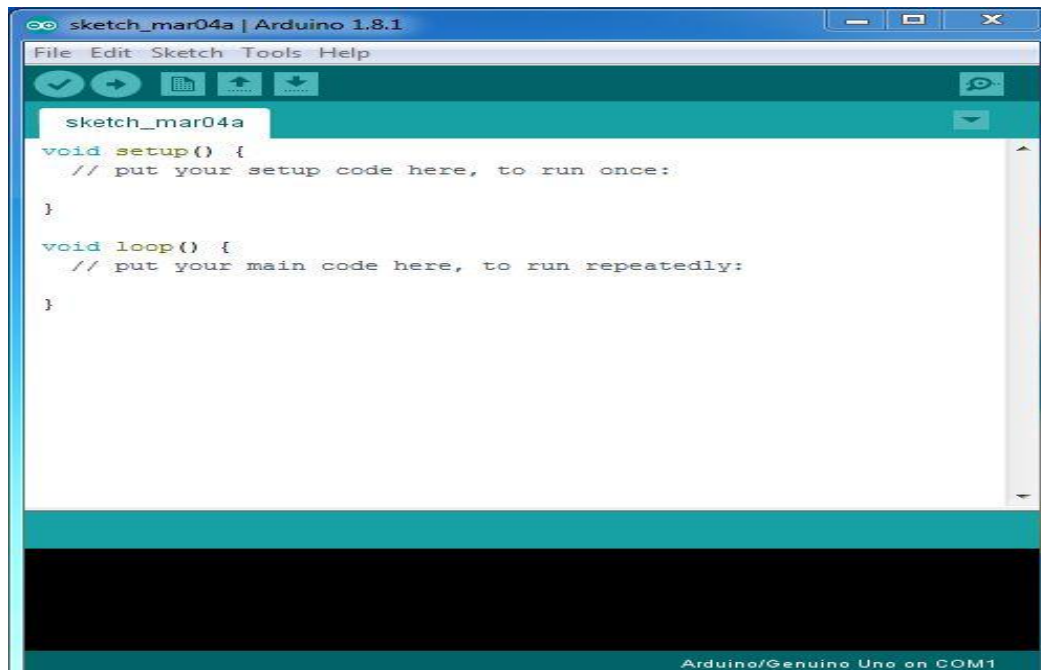 sketch_mar04a | Arduino 1.8.1
File Edit Sketch Tools Help
sketch_mar04a
void setup() {
  // put your setup code here, to run once:
}
void loop() {
  // put your main code here, to run repeatedly:
}
Arduino/Genuino Uno on COM1